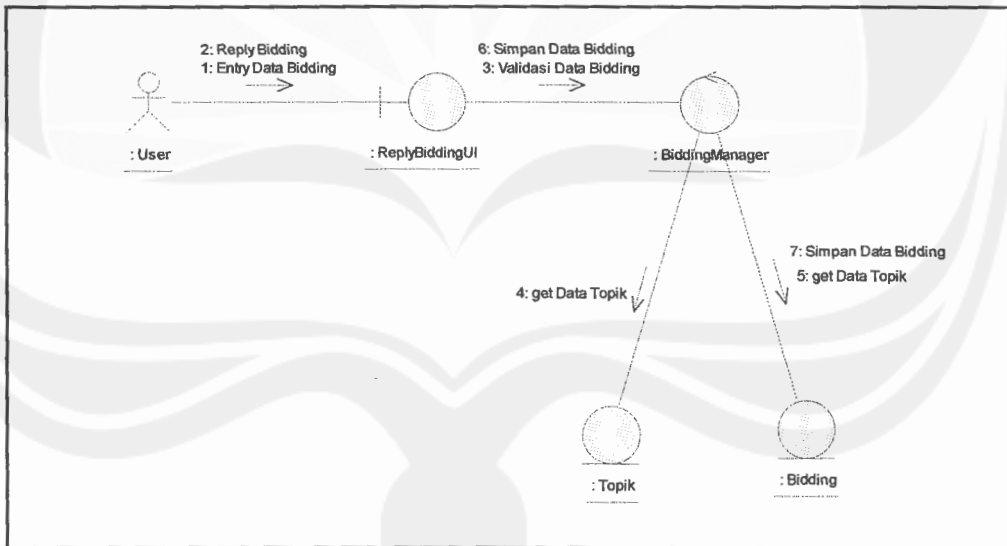 2: Reply Bidding
1: Entry Data Bidding
6: Simpan Data Bidding
3: Validasi Data Bidding
: User
: ReplyBiddingUI
: BiddingManager
7: Simpan Data Bidding
5: get Data Topik
4: get Data Topik
: Topik
: Bidding